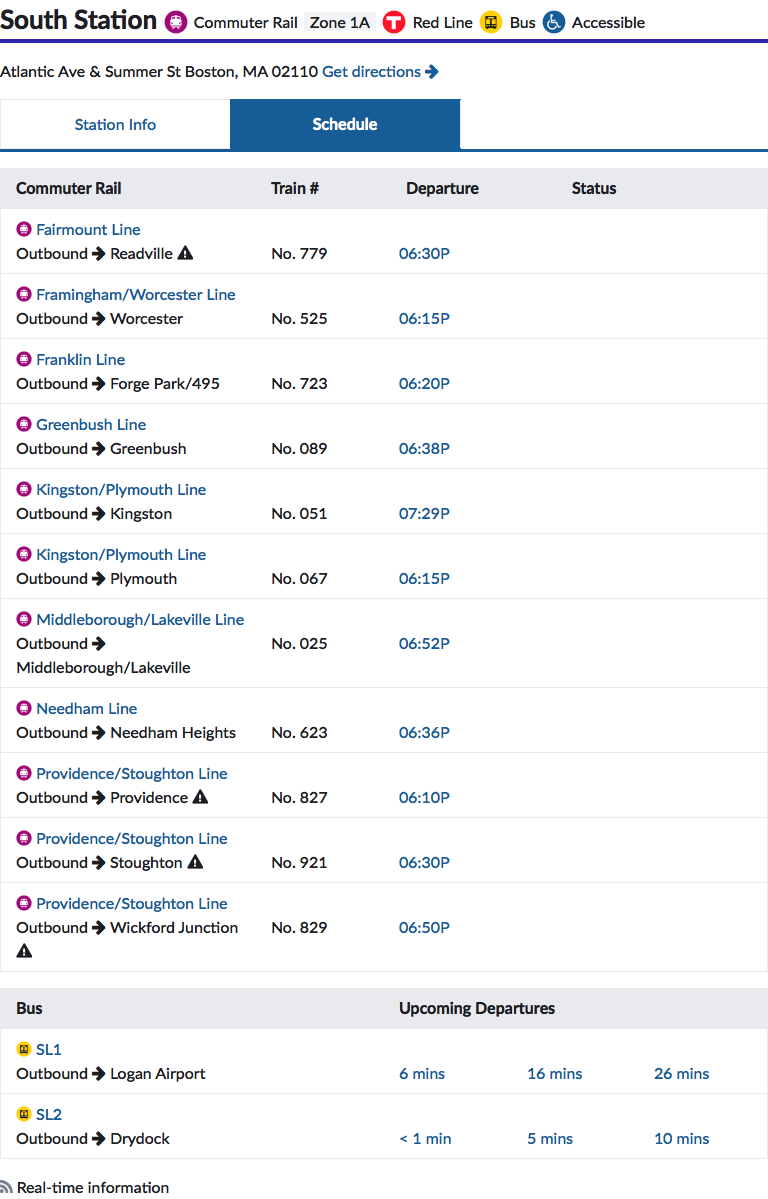 South Station Commuter Rail Zone 1A T Red Line Bus Accessible
Atlantic Ave & Summer St Boston, MA 02110 Get directions
Station Info Schedule
Commuter Rail Train # Departure Status
Fairmount Line
Outbound Readville No. 779 06:30P
Framingham/Worcester Line
Outbound Worcester No. 525 06:15P
Franklin Line
Outbound Forge Park/495 No. 723 06:20P
Greenbush Line
Outbound Greenbush No. 089 06:38P
Kingston/Plymouth Line
Outbound Kingston No. 051 07:29P
Kingston/Plymouth Line
Outbound Plymouth No. 067 06:15P
Middleborough/Lakeville Line
Outbound No. 025 06:52P
Middleborough/Lakeville
Needham Line
Outbound Needham Heights No. 623 06:36P
Providence/Stoughton Line
Outbound Providence No. 827 06:10P
Providence/Stoughton Line
Outbound Stoughton No. 921 06:30P
Providence/Stoughton Line
Outbound Wickford Junction No. 829 06:50P
Bus Upcoming Departures
SL1
Outbound Logan Airport 6 mins 16 mins 26 mins
SL2
Outbound Drydock < 1 min 5 mins 10 mins
Real-time information